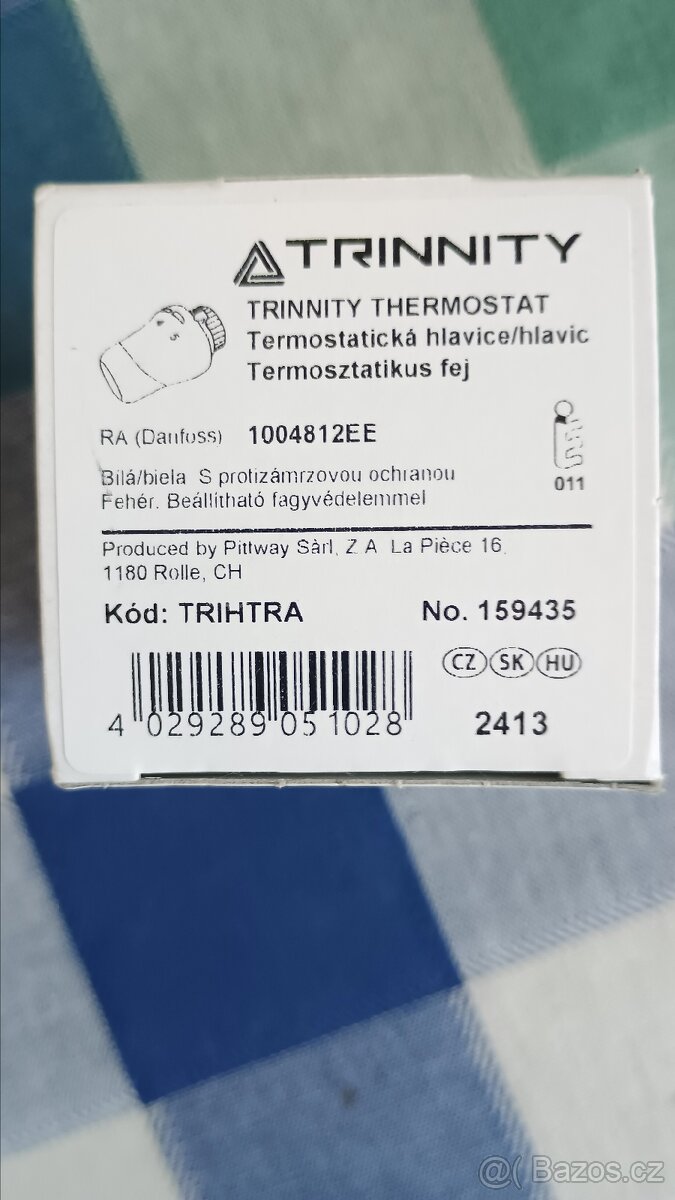 TRINNITY
TRINNITY THERMOSTAT
Termostatická hlavice/hlavic
Termosztatikus fej
RA (Danfoss) 1004812EE
011
Bílá/biela S protizámrzovou ochranou
Fehér. Beállítható fagyvédelemmel
Produced by Pittway Sàrl, Z.A. La Pièce 16,
1180 Rolle, CH
Kód: TRIHTRA No. 159435
CZ SK HU
4 029289 051028 2413
@( Bazos.cz